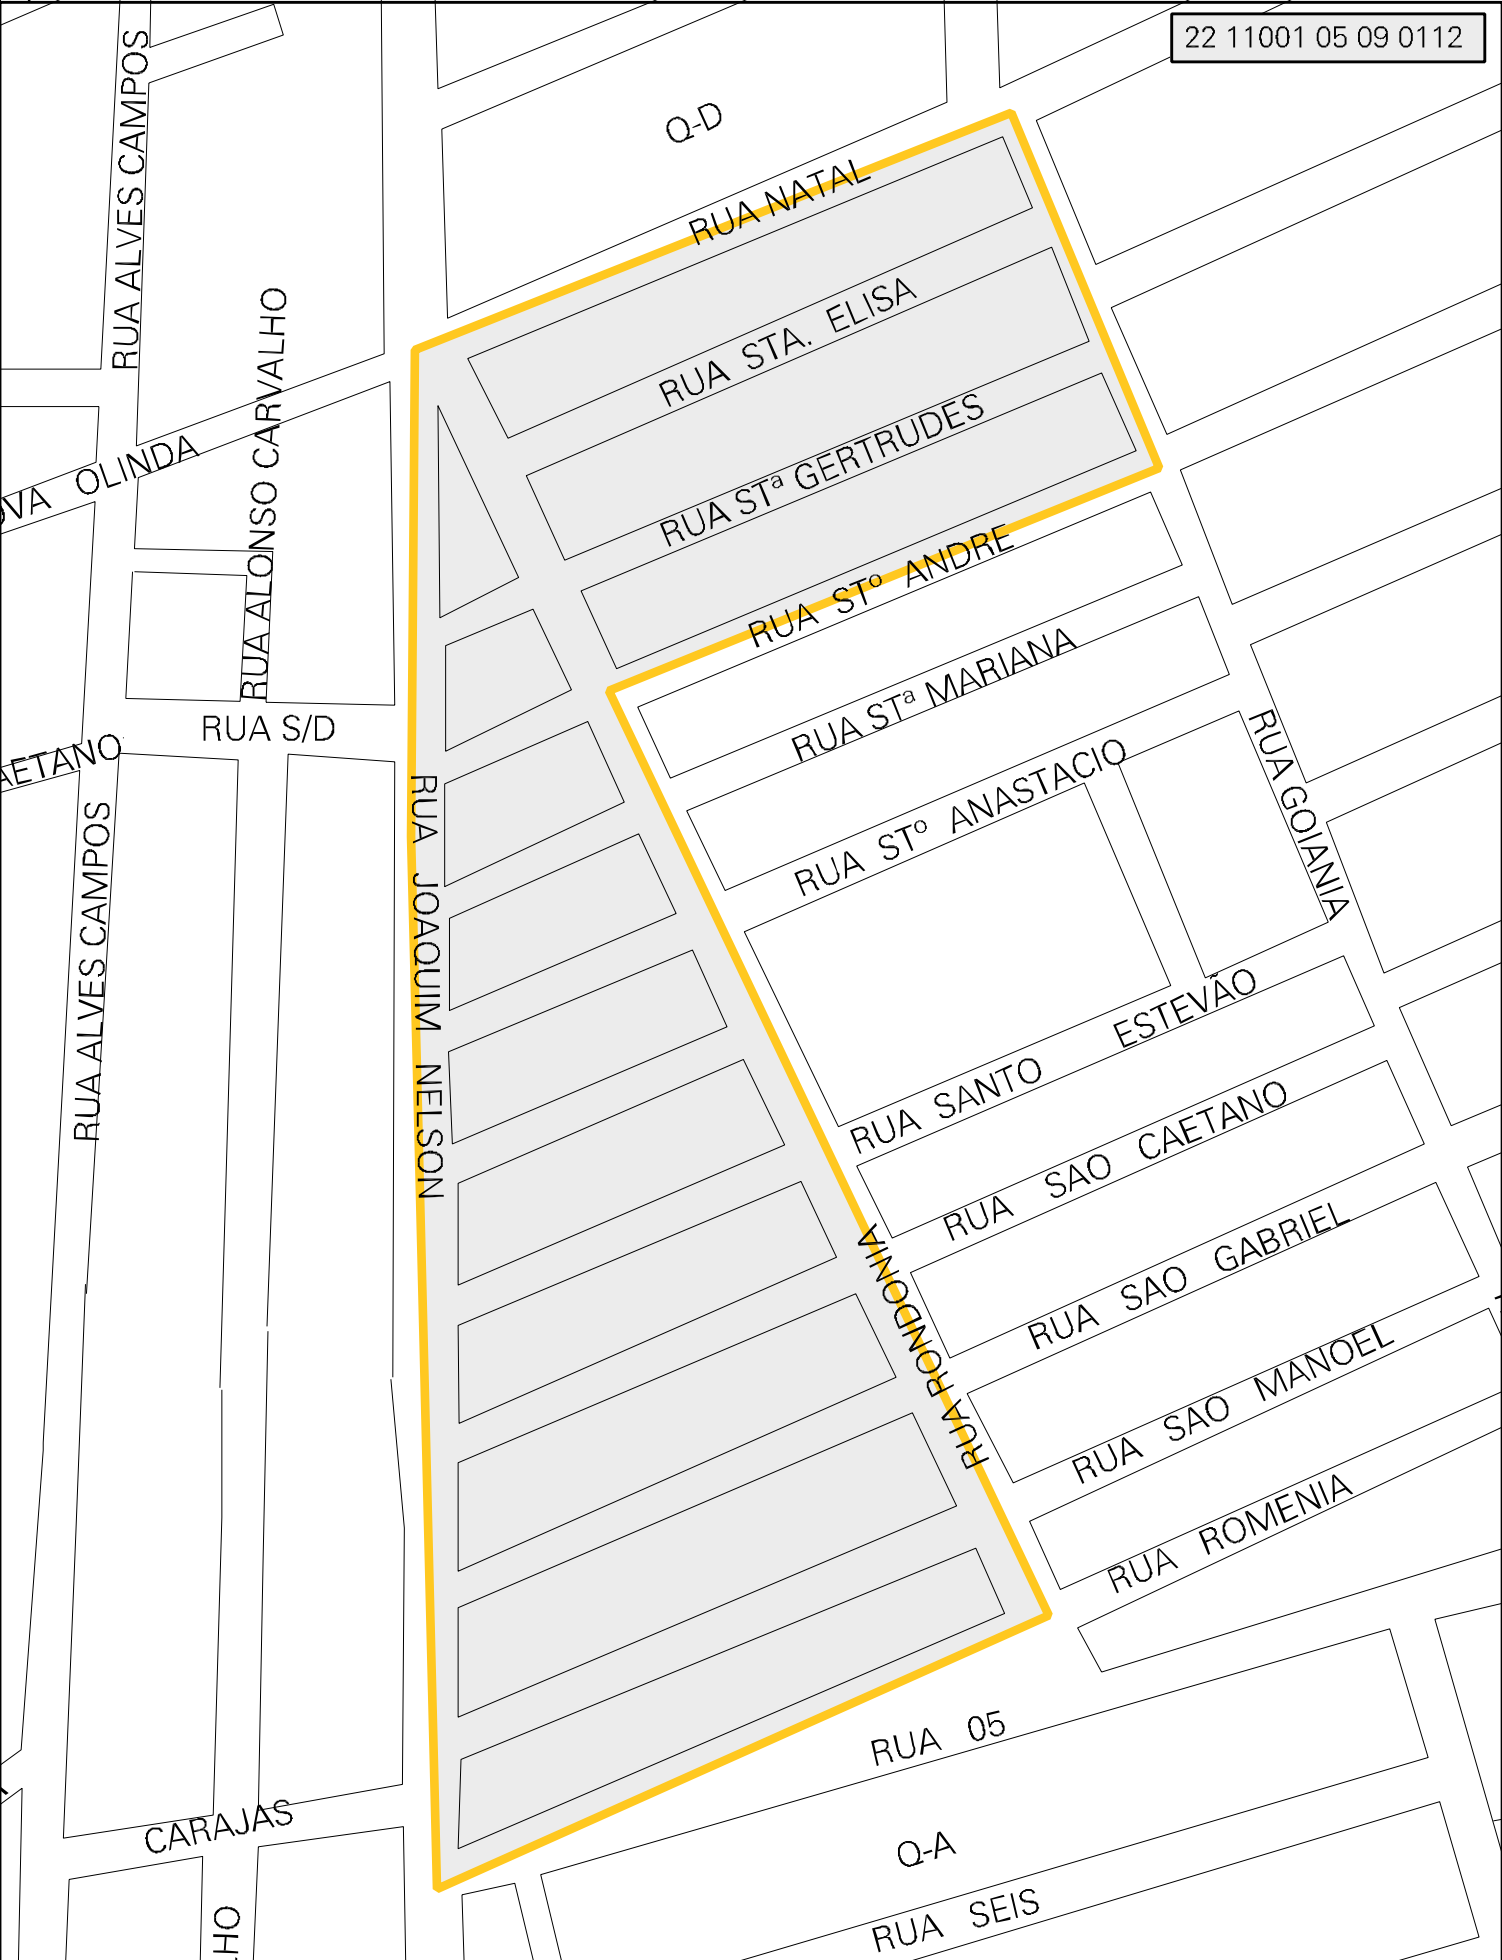 22 11001 05 09 0112
RUA ALVES CAMPOS
Q-D
RUA NATAL
RUA STA. ELISA
RUA ALONSO CARVALHO
RUA STª GERTRUDES
OLINDA
RUA STº ANDRE
RUA STª MARIANA
RUA S/D
RUA STº ANASTACIO
RUA GOIANIA
RUA JOAQUIM NELSON
RUA ALVES CAMPOS
RUA SANTO ESTEVÃO
RUA SAO CAETANO
RUA SAO GABRIEL
RUA RONDONIA
RUA SAO MANOEL
RUA ROMENIA
RUA 05
CARAJAS
Q-A
RUA SEIS